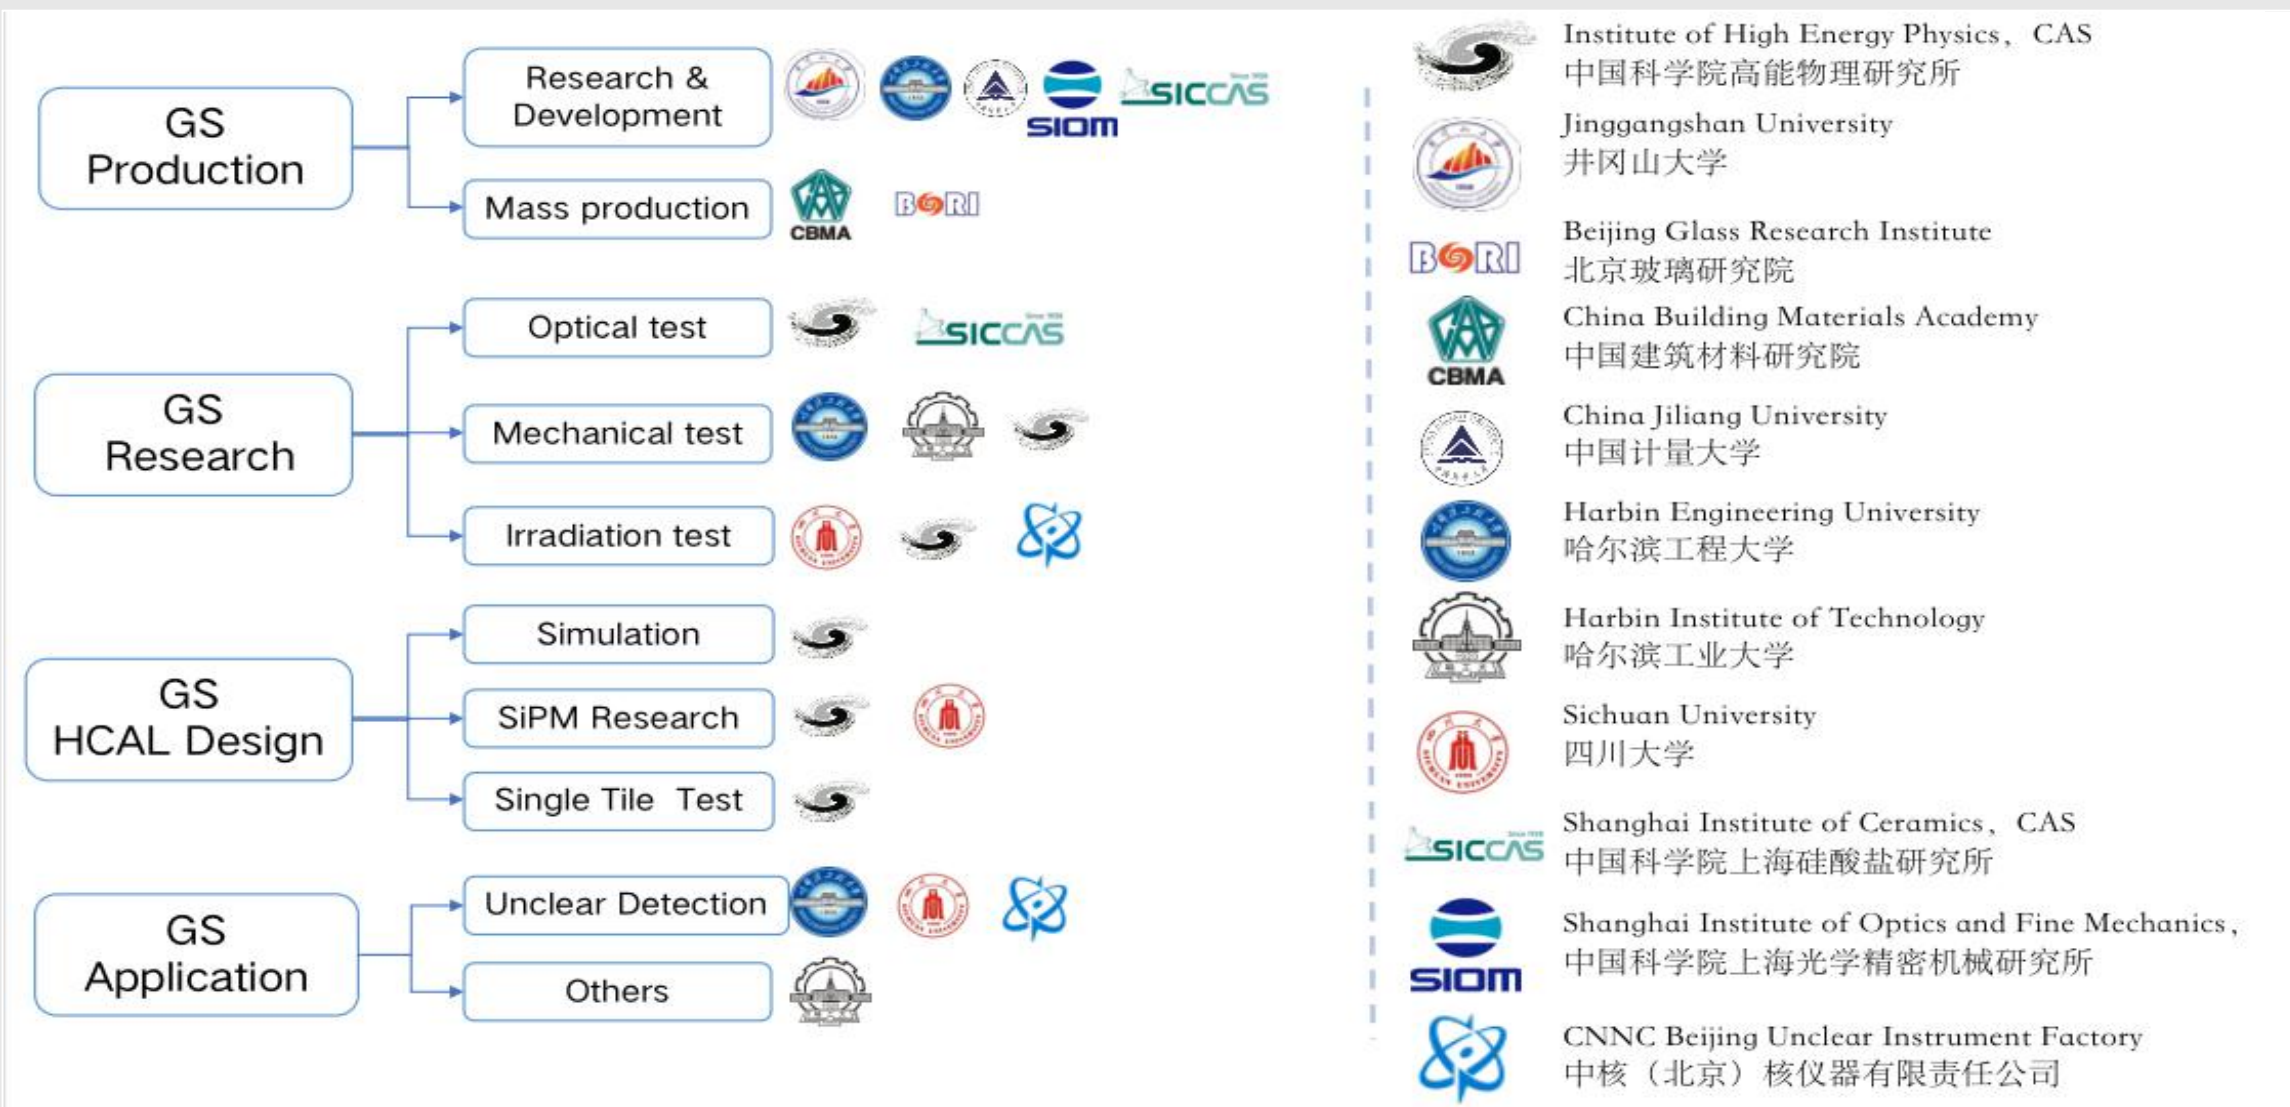 GS
Production
Research &
Development
SIOM
SICCAS
Mass production
CBMA
BGRI
GS
Research
Optical test
SICCAS
Mechanical test
Irradiation test
GS
HCAL Design
Simulation
SiPM Research
Single Tile Test
GS
Application
Unclear Detection
Others
Institute of High Energy Physics, CAS
中国科学院高能物理研究所
Jinggangshan University
井冈山大学
BGRI
Beijing Glass Research Institute
北京玻璃研究院
CBMA
China Building Materials Academy
中国建筑材料研究院
China Jiliang University
中国计量大学
Harbin Engineering University
哈尔滨工程大学
Harbin Institute of Technology
哈尔滨工业大学
Sichuan University
四川大学
SICCAS
Shanghai Institute of Ceramics, CAS
中国科学院上海硅酸盐研究所
SIOM
Shanghai Institute of Optics and Fine Mechanics,
中国科学院上海光学精密机械研究所
CNNC Beijing Unclear Instrument Factory
中核（北京）核仪器有限责任公司